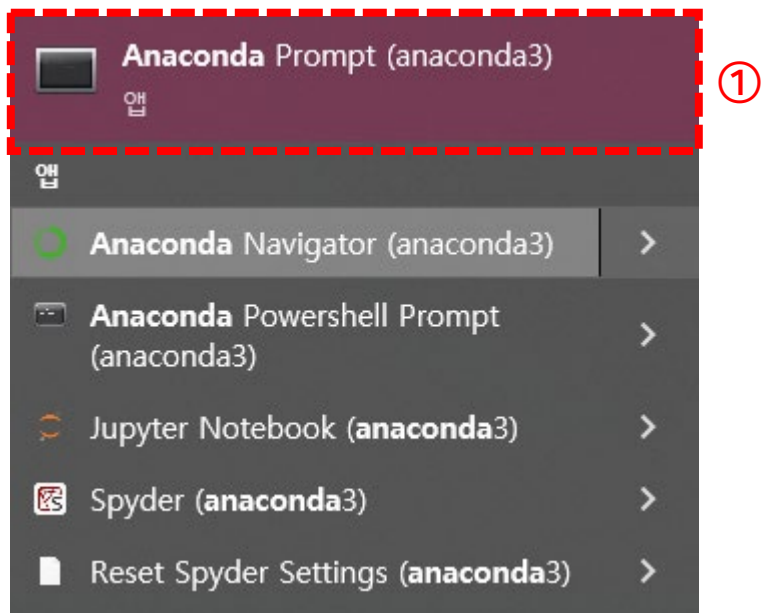 Anaconda Prompt (anaconda3)
앱
①
앱
Anaconda Navigator (anaconda3)
Anaconda Powershell Prompt
(anaconda3)
Jupyter Notebook (anaconda3)
Spyder (anaconda3)
Reset Spyder Settings (anaconda3)